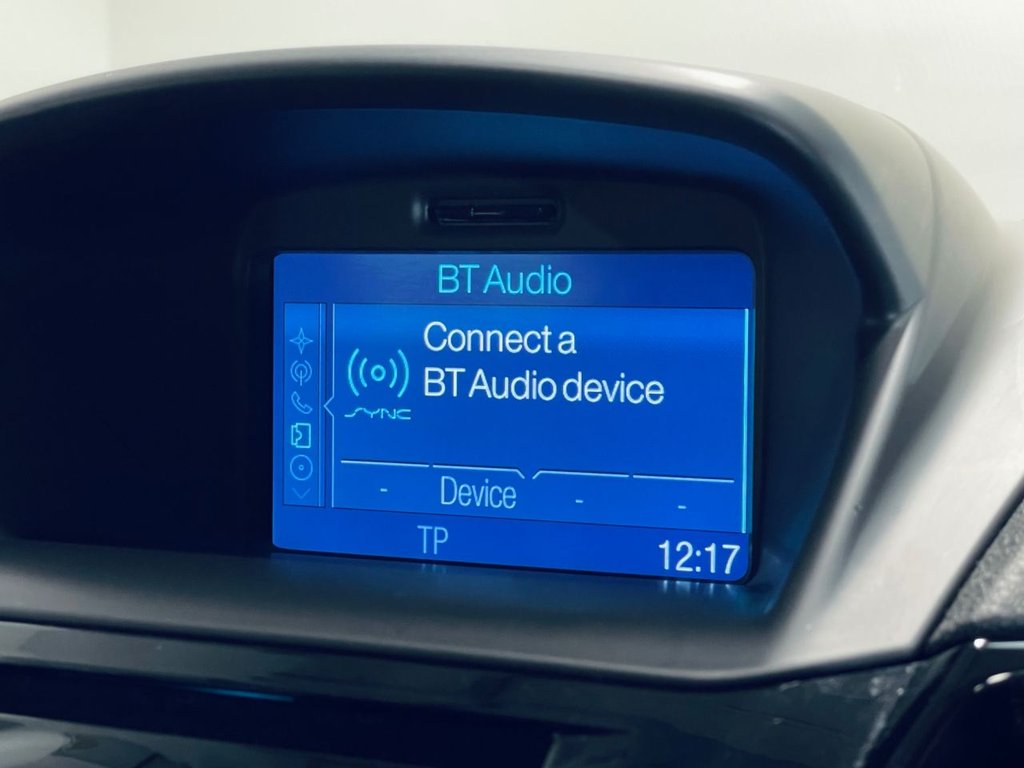 BT Audio
Connect a
BT Audio device
SYNC
- Device - -
TP
12:17